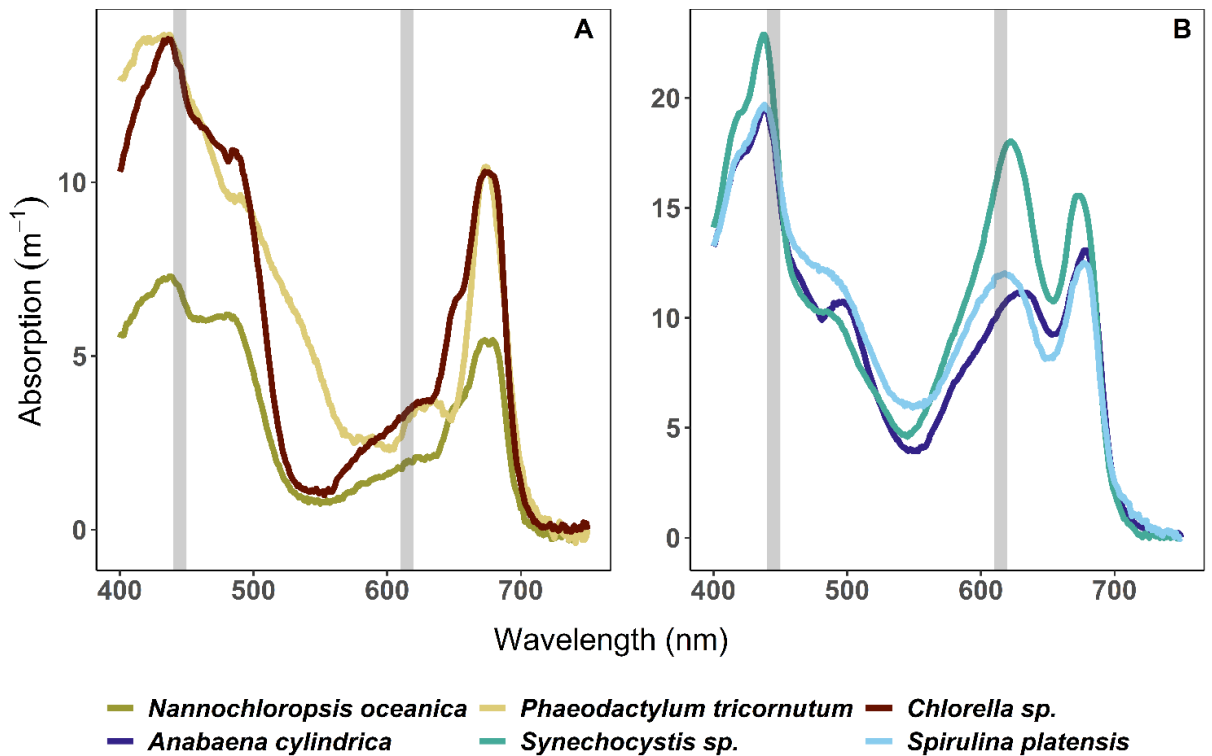 A
B
10
5
0
20
15
10
5
0
Absorption (m⁻¹)
400 500 600 700
400 500 600 700
Wavelength (nm)
Nannochloropsis oceanica Phaeodactylum tricornutum Chlorella sp.
Anabaena cylindrica Synechocystis sp. Spirulina platensis